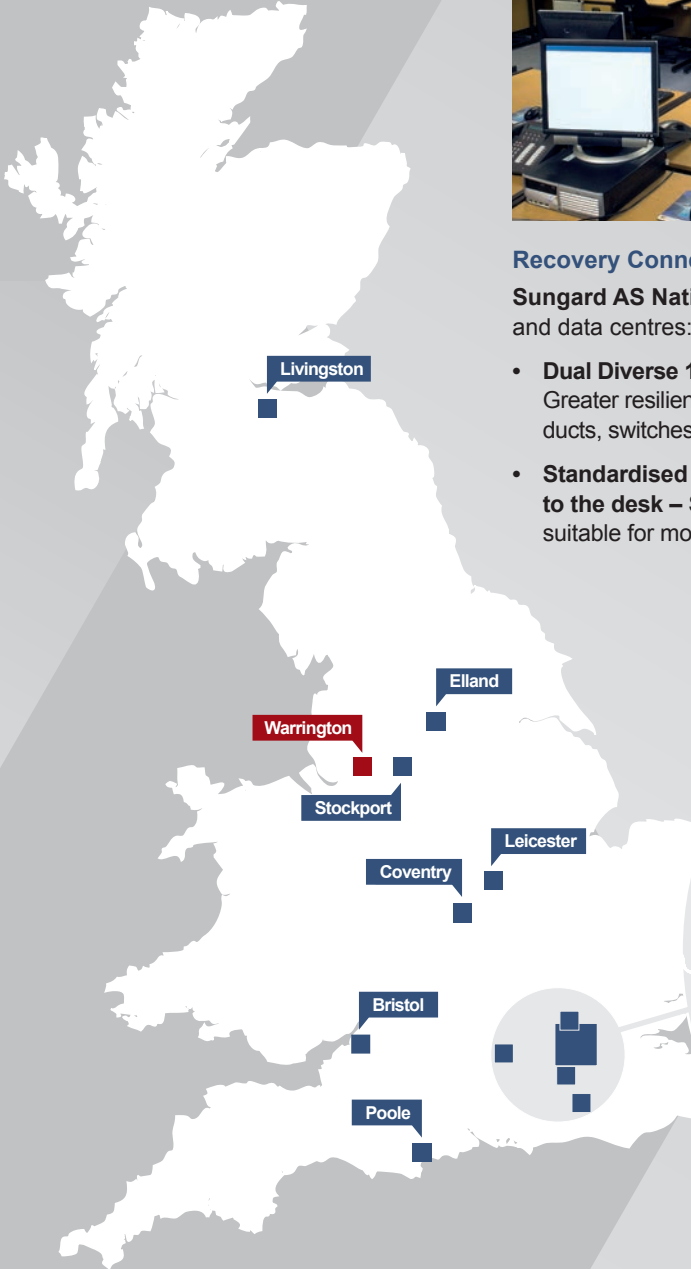 Recovery Conne
Sungard AS Nati
and data centres:
• Dual Diverse 1
Greater resilien
ducts, switches
• Standardised
to the desk – S
suitable for mo
Livingston
Elland
Warrington
Stockport
Leicester
Coventry
Bristol
Poole